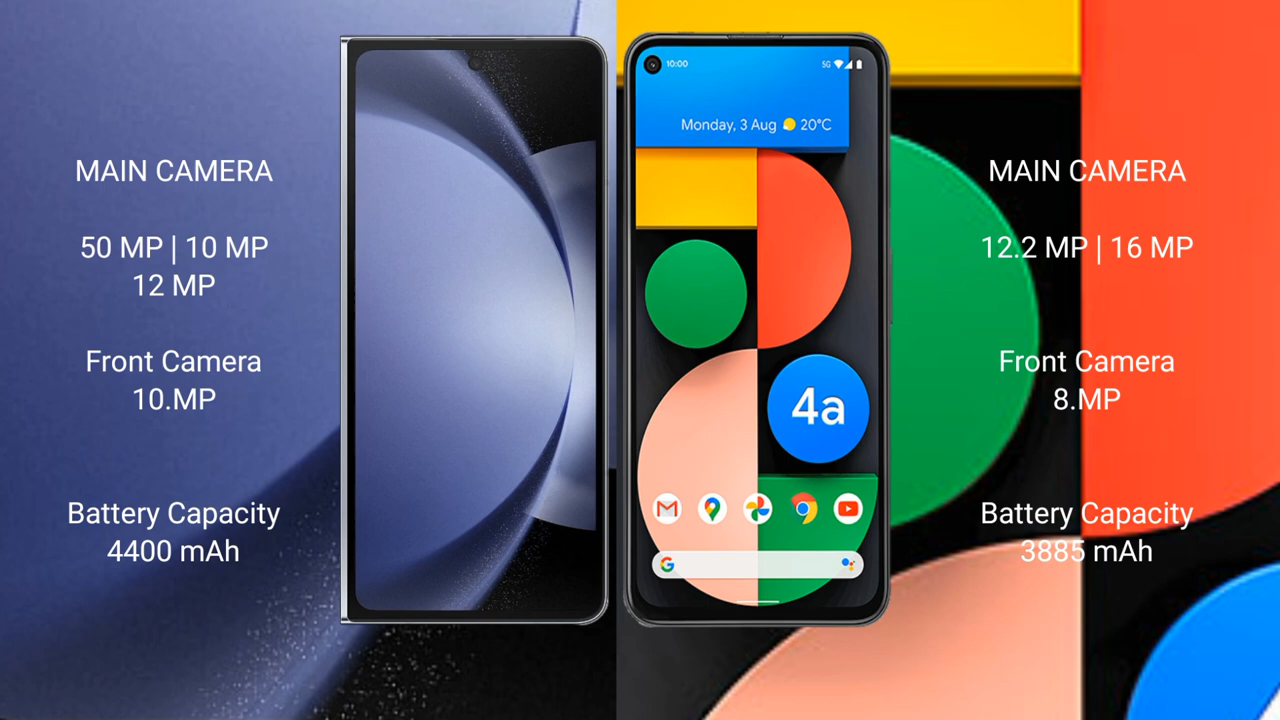 MAIN CAMERA
50 MP | 10 MP
12 MP
Front Camera
10.MP
Battery Capacity
4400 mAh
10:00
5G
Monday, 3 Aug 20°C
4a
MAIN CAMERA
12.2 MP | 16 MP
Front Camera
8.MP
Battery Capacity
3885 mAh